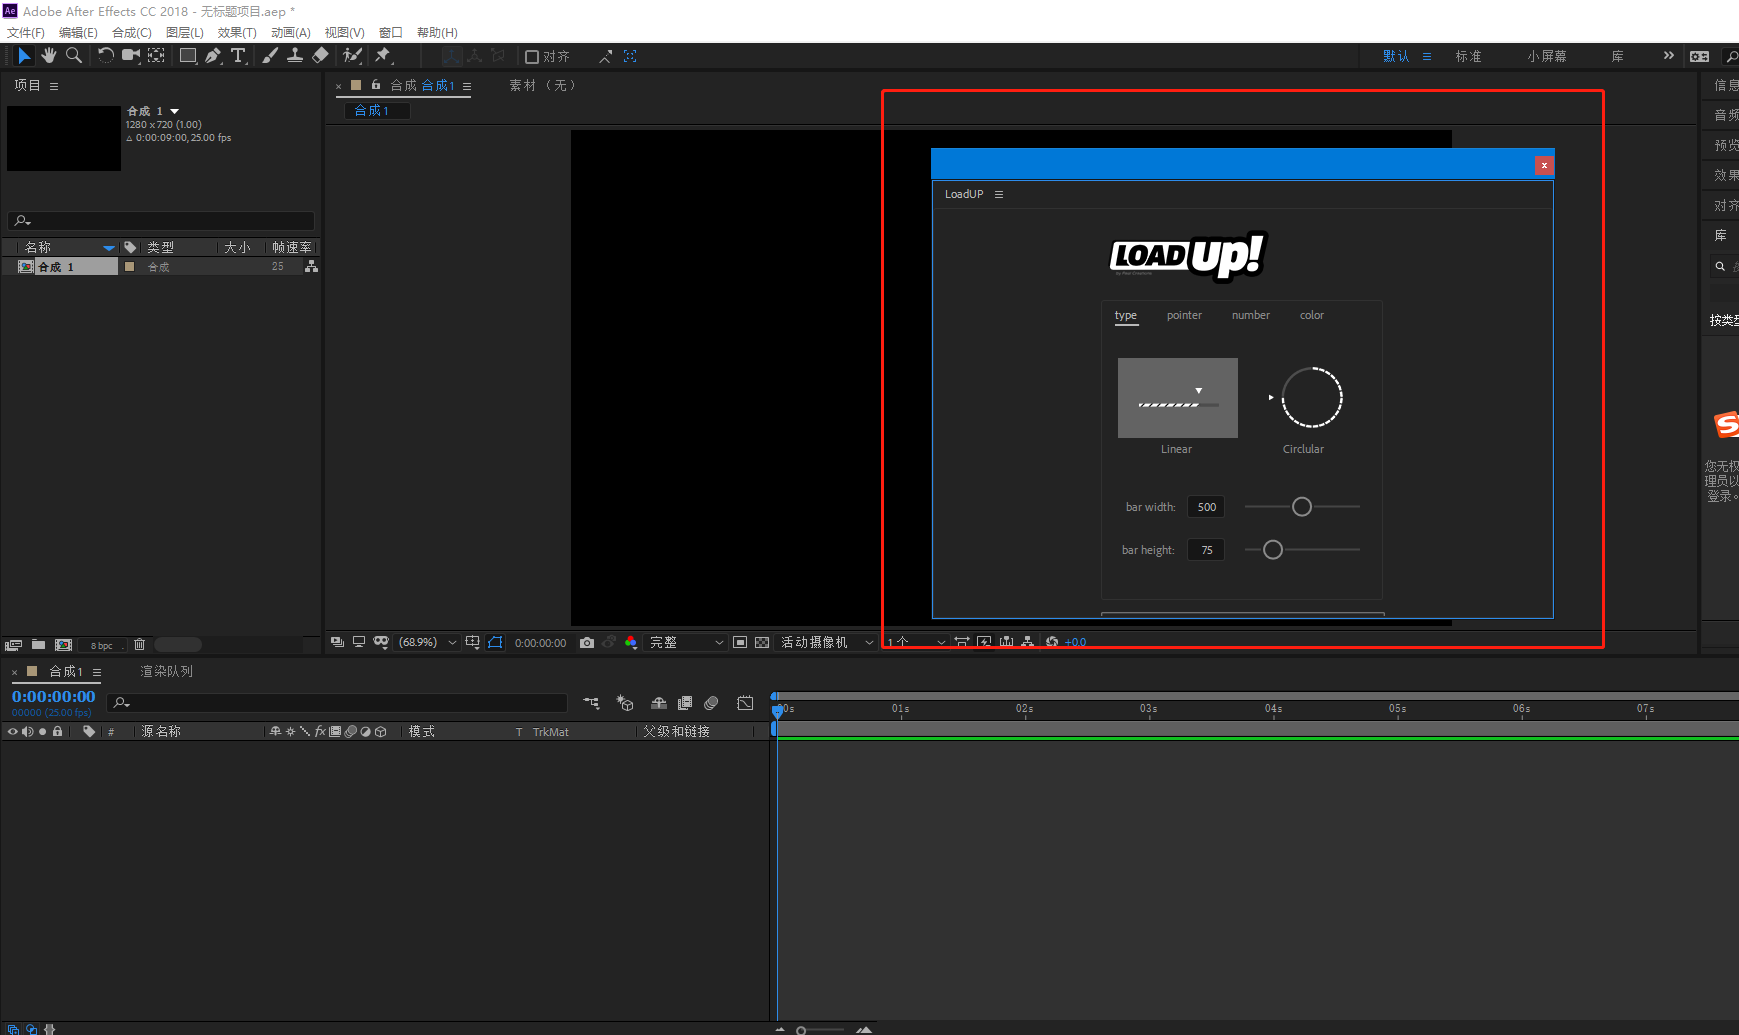 Ae Adobe After Effects CC 2018 - 无标题项目.aep *
文件(F) 编辑(E) 合成(C) 图层(L) 效果(T) 动画(A) 视图(V) 窗口 帮助(H)
T 对齐 默认 标准 小屏幕 库
项目
合成 1
1280 x 720 (1.00)
△ 0:00:09:00, 25.00 fps
名称 类型 大小 帧速率
合成 1 合成 25
8 bpc
× 合成 合成 1 素材 （无）
合成 1
x
LoadUP
LOAD Up!
type pointer number color
Linear Circlular
bar width: 500
bar height: 75
(68.9%) 0:00:00:00 完整 活动摄像机 1 个 +0.0
信息
音频
预览
效果
对齐
库
按类型
S
您无权
理员以
登录。
× 合成 1 渲染队列
0:00:00:00
00000 (25.00 fps)
# 源名称 fx 模式 T TrkMat 父级和链接
00s 01s 02s 03s 04s 05s 06s 07s